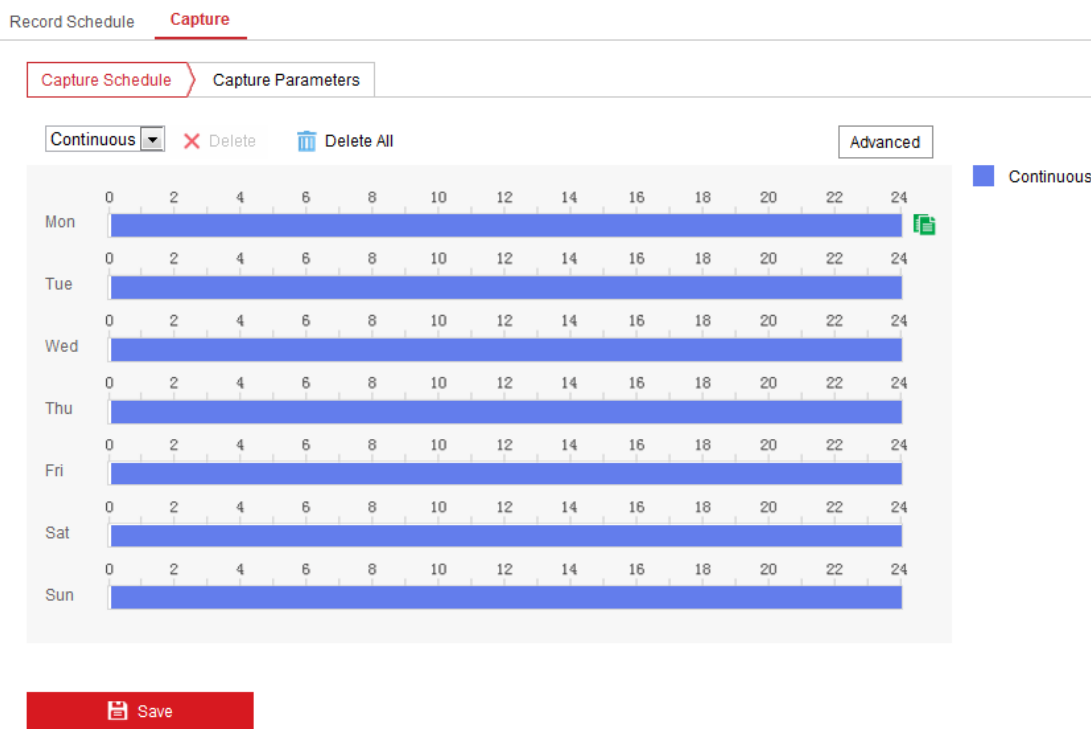 Record Schedule Capture
Capture Schedule Capture Parameters
Continuous Delete Delete All Advanced
Continuous
0 2 4 6 8 10 12 14 16 18 20 22 24
Mon
0 2 4 6 8 10 12 14 16 18 20 22 24
Tue
0 2 4 6 8 10 12 14 16 18 20 22 24
Wed
0 2 4 6 8 10 12 14 16 18 20 22 24
Thu
0 2 4 6 8 10 12 14 16 18 20 22 24
Fri
0 2 4 6 8 10 12 14 16 18 20 22 24
Sat
0 2 4 6 8 10 12 14 16 18 20 22 24
Sun
Save